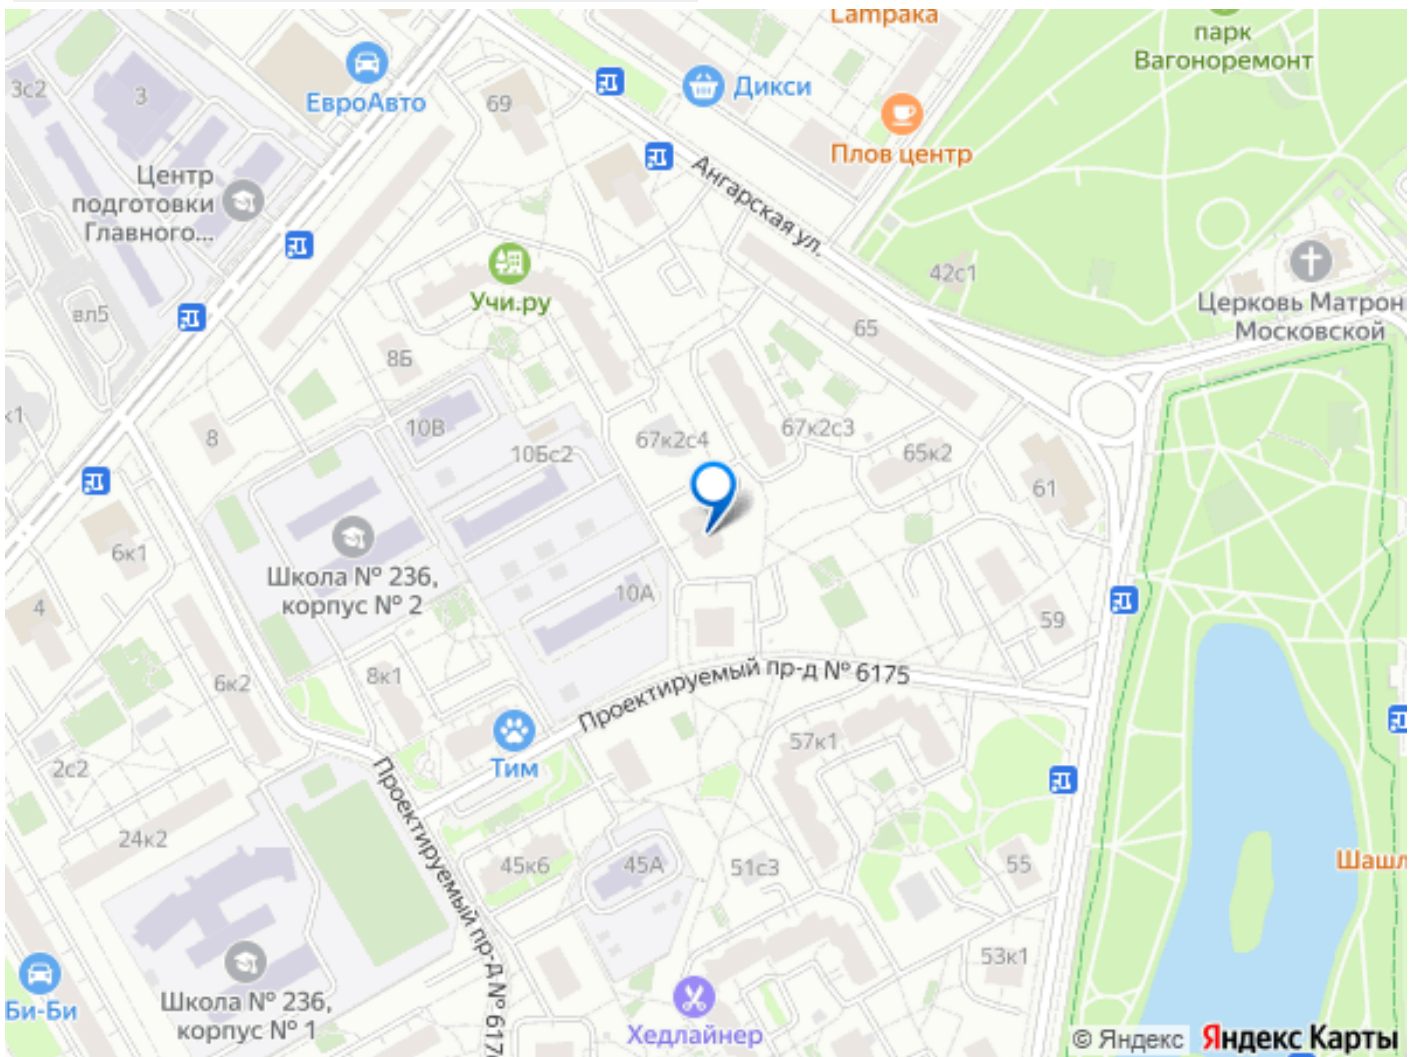 Lampaka
парк
Вагоноремонт
3с2
3
ЕвроАвто
69
Дикси
Плов центр
Центр
подготовки
Главного...
Ангарская ул.
42с1
Церковь Матрон
Московской
Учи.ру
вл5
65
8Б
к1
8
10В
10Бс2
67к2с4
67к2с3
65к2
61
6к1
Школа № 236,
корпус № 2
10А
4
59
6к2
8к1
Проектируемый пр-д № 6175
57к1
Тим
2с2
Проектируемый пр-д № 617
24к2
45к6
45А
51с3
55
Шашл
53к1
Би-Би
Школа № 236,
корпус № 1
Хедлайнер
© Яндекс Яндекс Карты